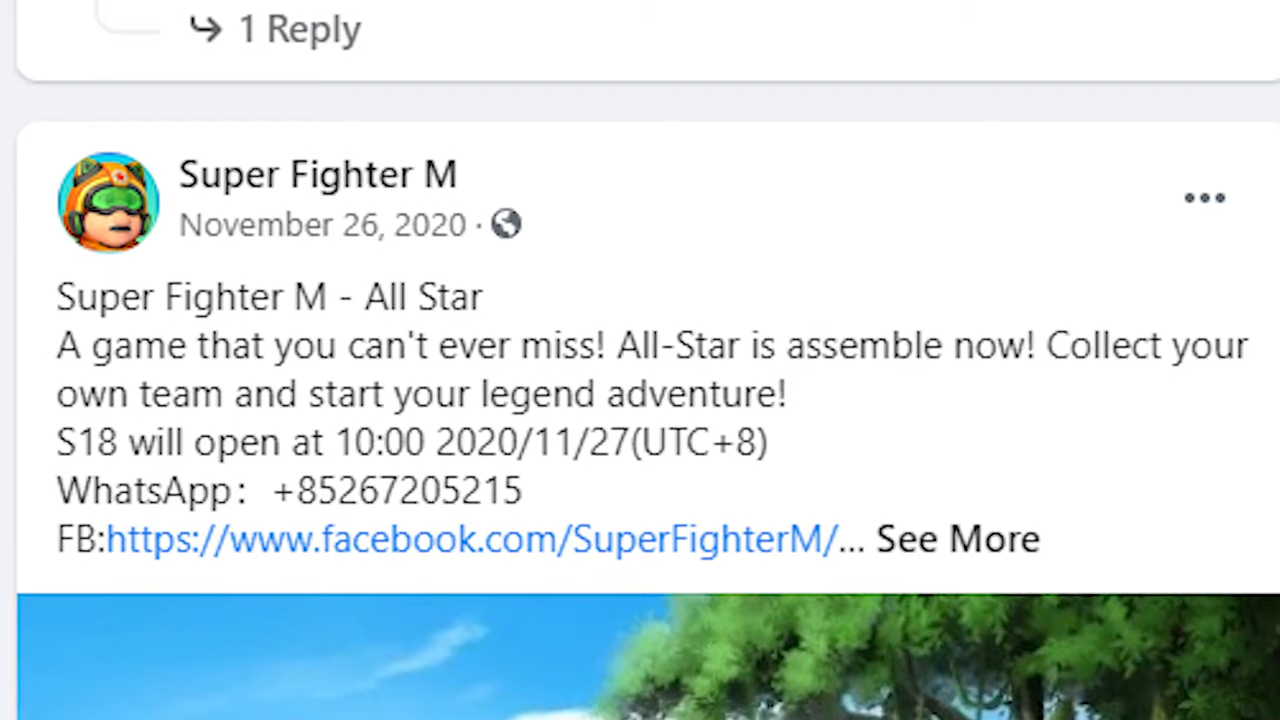 1 Reply
Super Fighter M
November 26, 2020 ·
Super Fighter M - All Star
A game that you can't ever miss! All-Star is assemble now! Collect your
own team and start your legend adventure!
S18 will open at 10:00 2020/11/27(UTC+8)
WhatsApp： +85267205215
FB:https://www.facebook.com/SuperFighterM/... See More